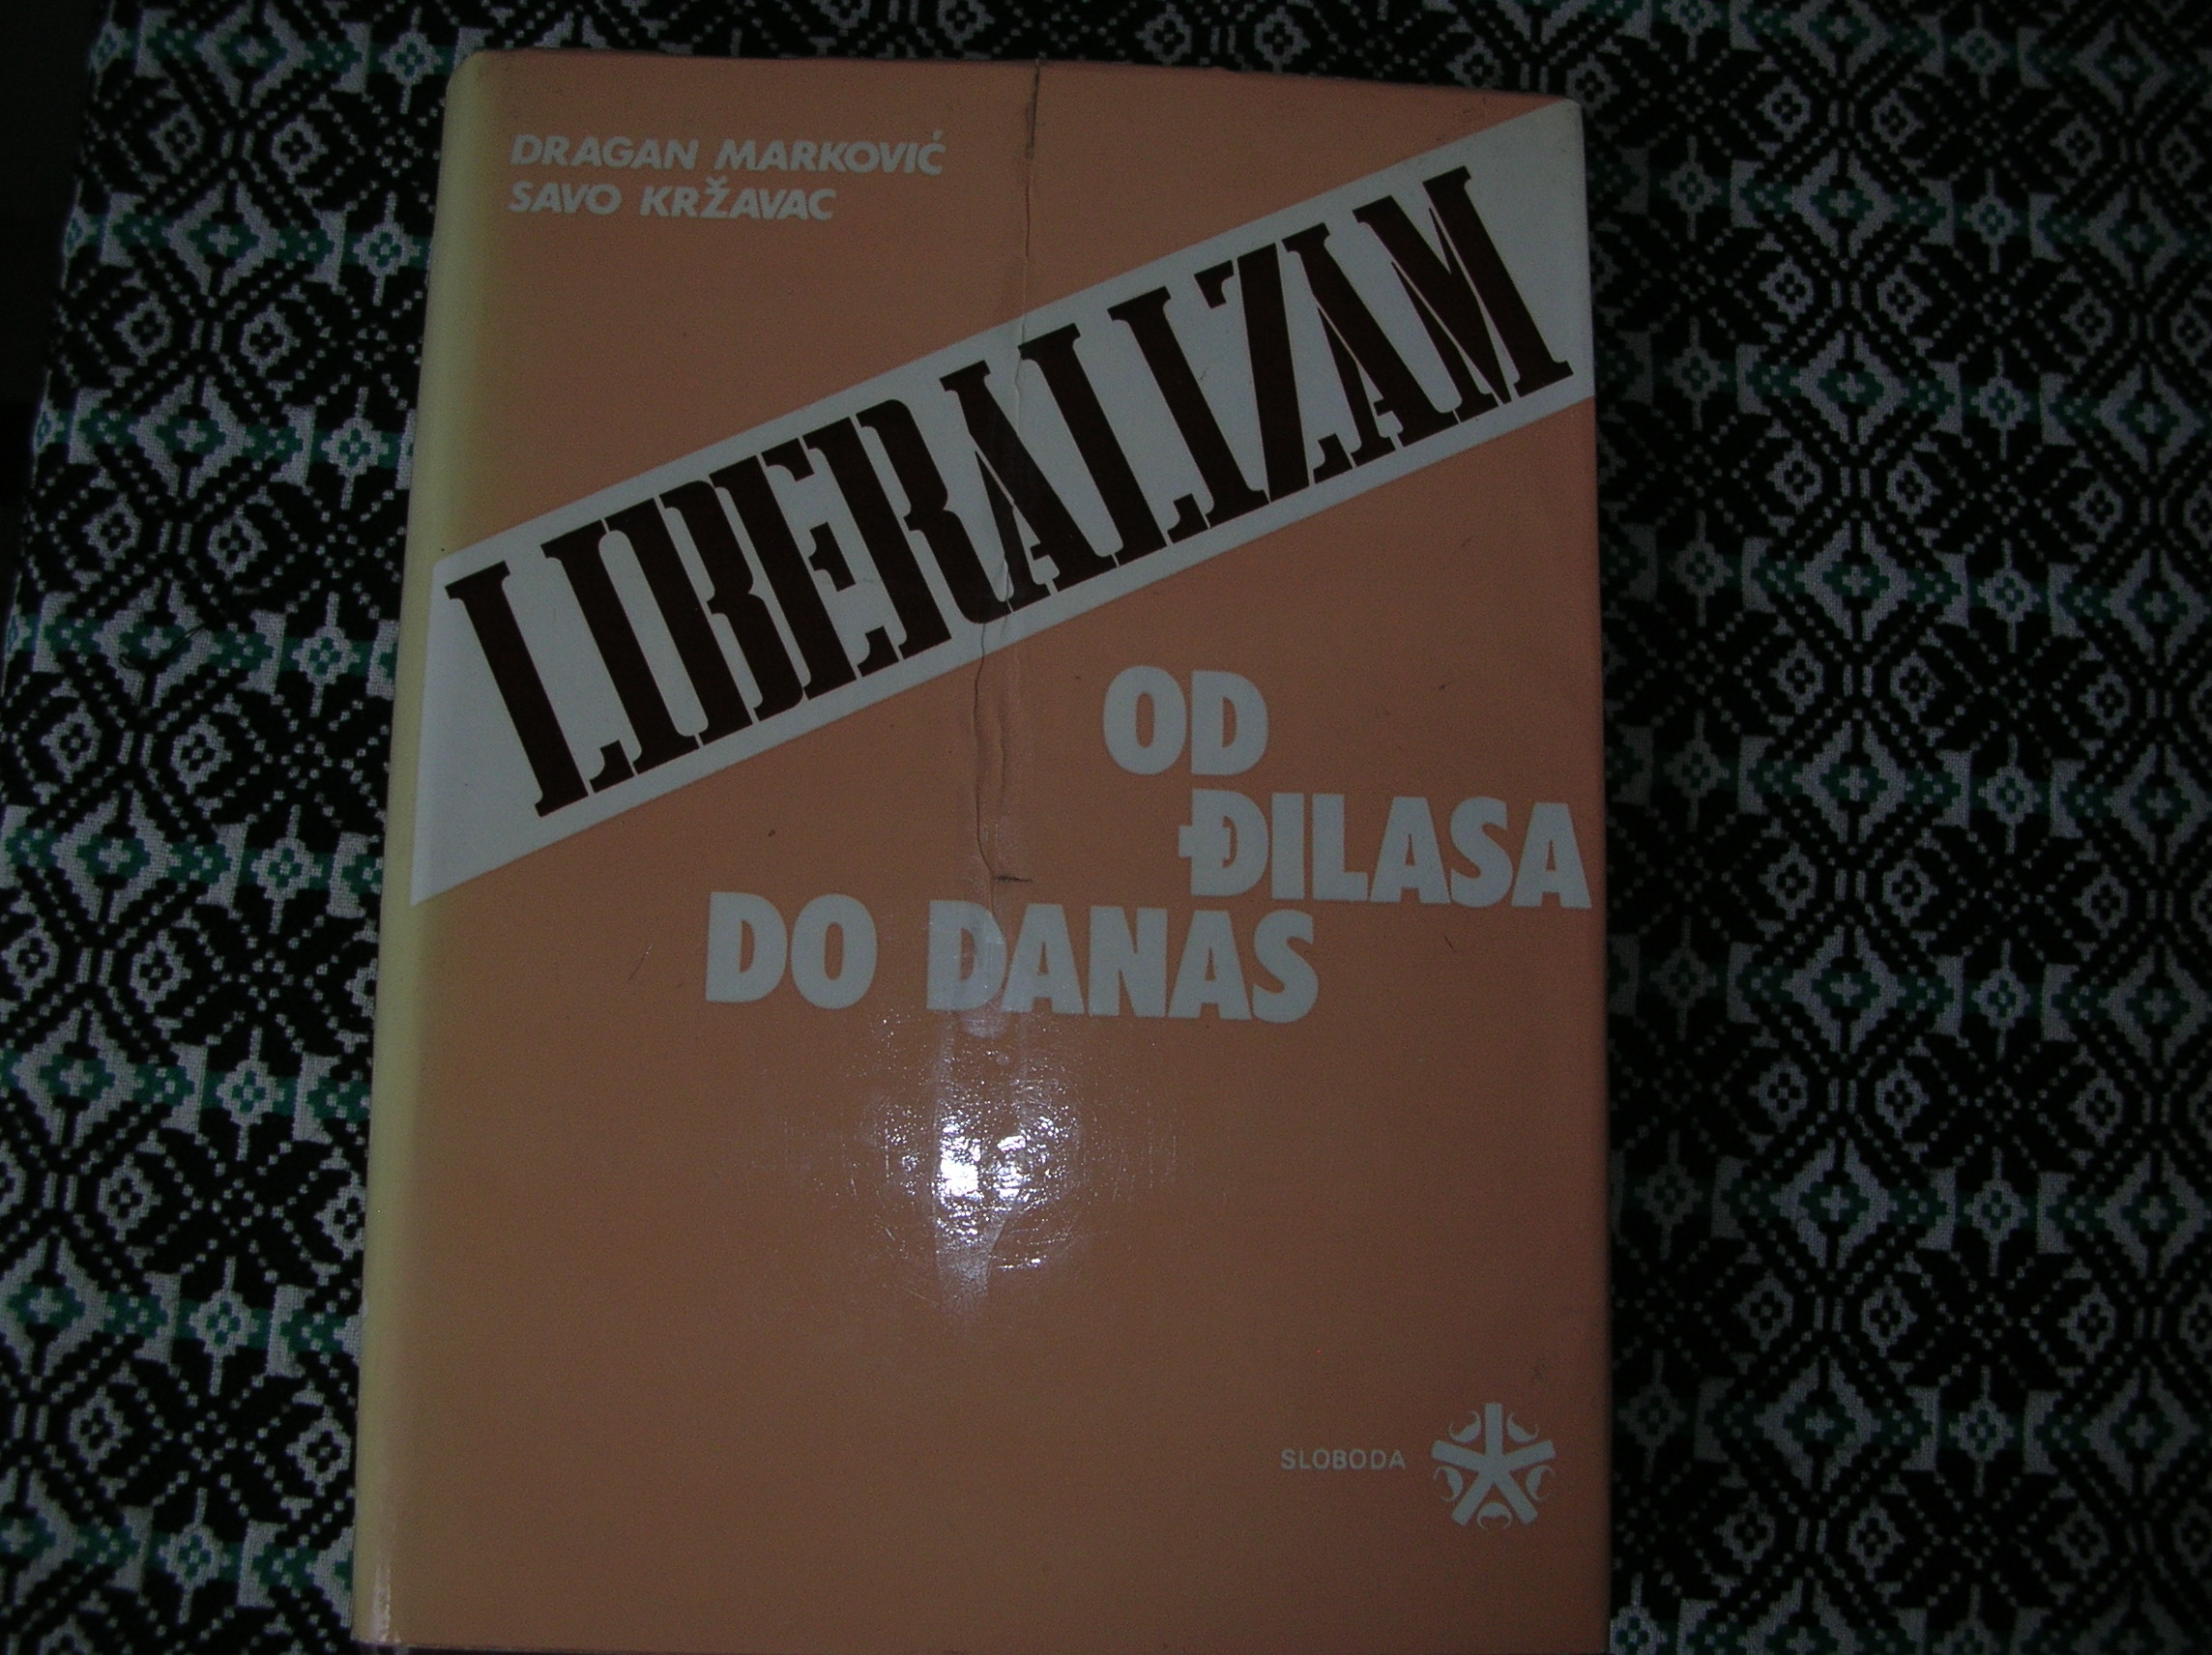 DRAGAN MARKOVIĆ
SAVO KRŽAVAC
LIBERALIZAM
OD
ĐILASA
DO DANAS
SLOBODA